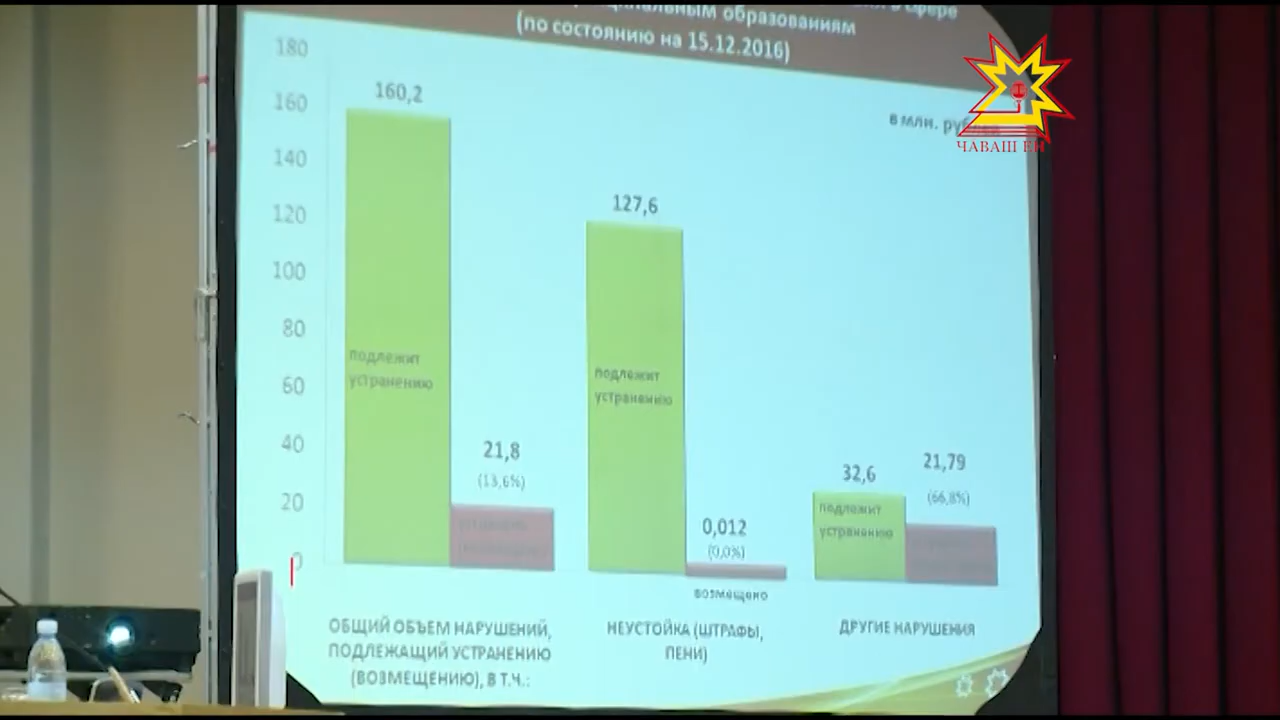 в сфере
образованиям
(по состоянию на 15.12.2016)
в млн.
ЧАВАШ ЕН
180
160
140
120
100
80
60
40
20
0
160,2
подлежит
устранению
21,8
(13,6%)
127,6
подлежит
устранению
0,012
(0,0%)
возмещено
32,6
подлежит
устранению
21,79
(66,8%)
ОБЩИЙ ОБЪЕМ НАРУШЕНИЙ,
ПОДЛЕЖАЩИЙ УСТРАНЕНИЮ
(ВОЗМЕЩЕНИЮ), В Т.Ч.:
НЕУСТОЙКА (ШТРАФЫ,
ПЕНИ)
ДРУГИЕ НАРУШЕНИЯ